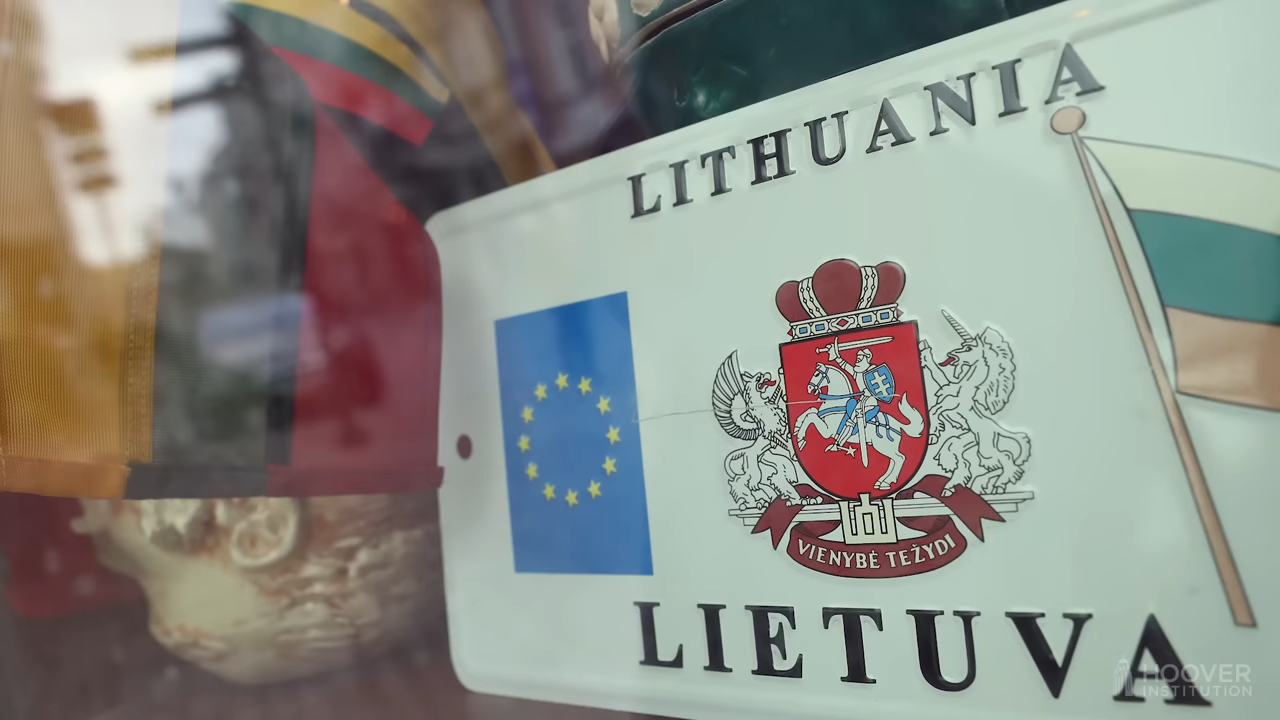 LITHUANIA
VIENYBĖ TEŽYDI
LIETUVA
HOOVER
INSTITUTION